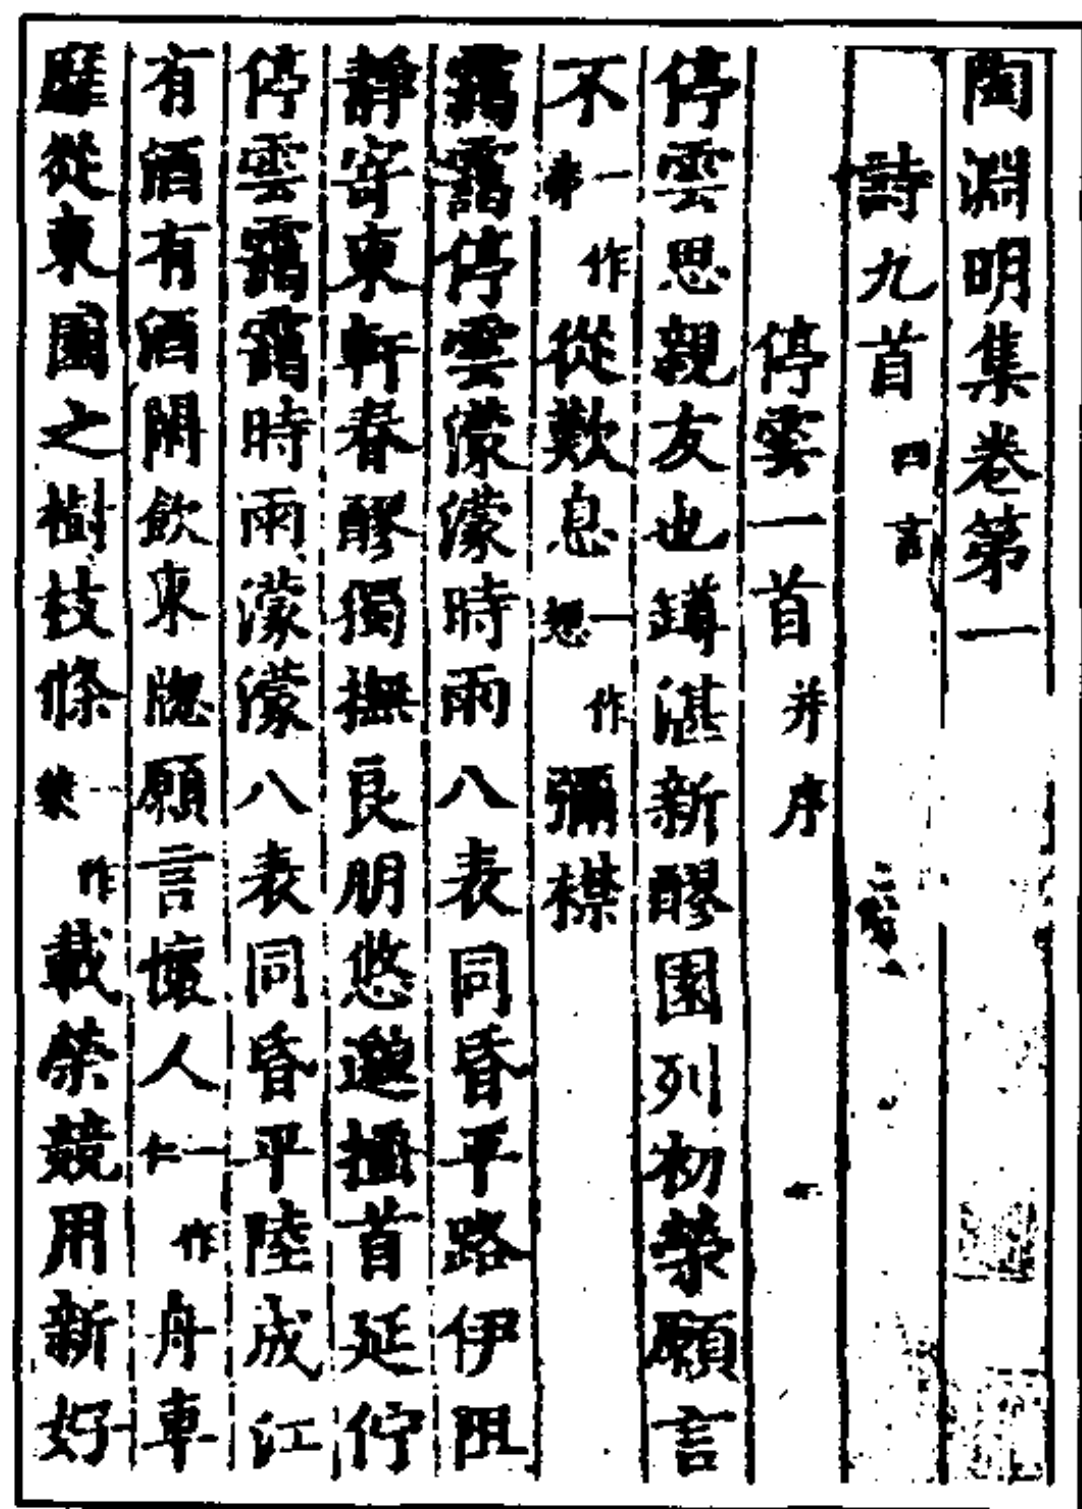 陶淵明集卷第一
詩九首四言
停雲一首并序
停雲思親友也罇湛新醪園列初榮願言
不一作弗從歎息一作想彌襟
靄靄停雲濛濛時雨八表同昏平路伊阻
靜寄東軒春醪獨撫良朋悠邈搔首延佇
停雲靄靄時雨濛濛八表同昏平陸成江
有酒有酒閑飲東牕願言懷人一作仁舟車
靡從東園之樹枝條一作榮載榮競用新好